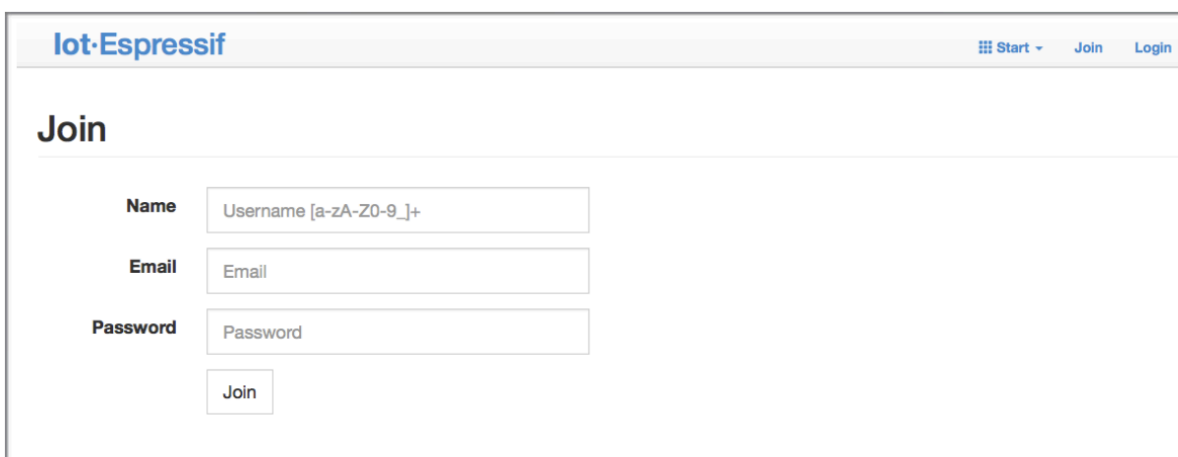 Iot·Espressif
Start Join Login
Join
Name Username [a-zA-Z0-9_]+
Email Email
Password Password
Join